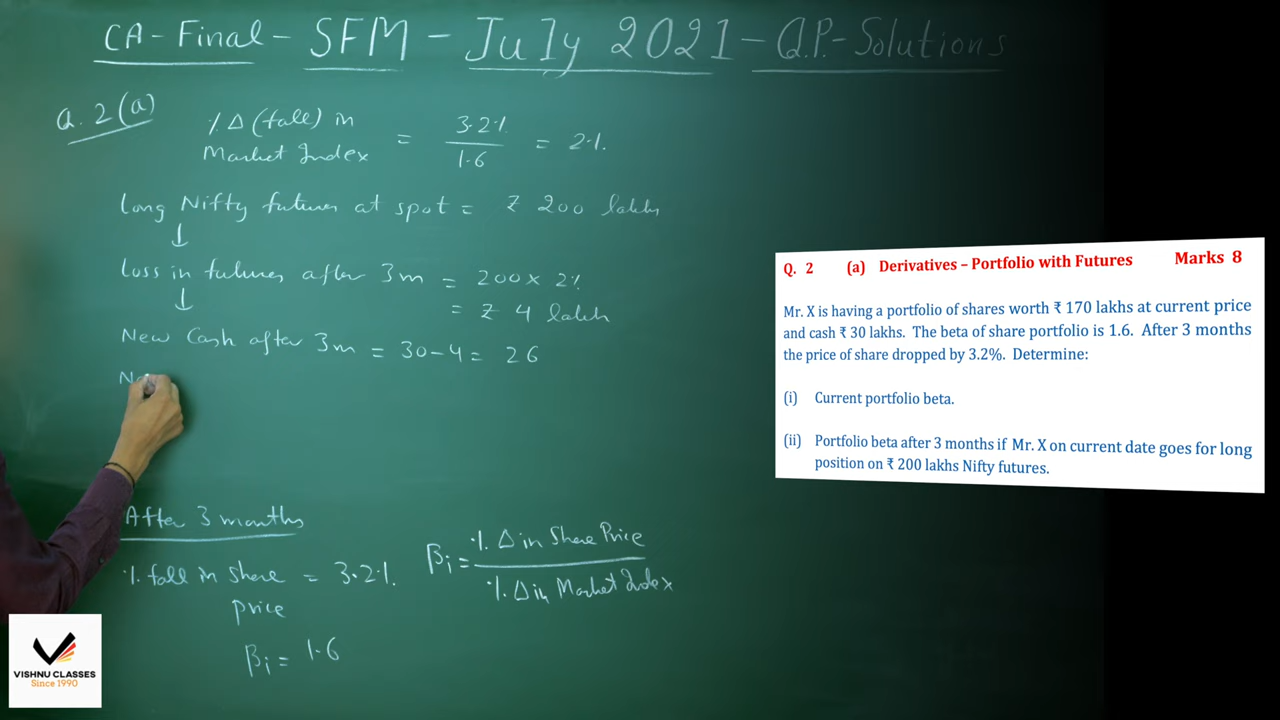 CA-Final-SFM-July 2021-Q.P.-Solutions
Q. 2(a)
% Δ (fall) in
Market Index = 3.2% / 1.6 = 2%.
Long Nifty futures at spot = ₹ 200 lakhs
↓
Loss in futures after 3m = 200 x 2%
↓ = ₹ 4 lakh
New Cash after 3m = 30-4 = 26
N
After 3 months
% fall in share = 3.2%.
price
βi = 1.6
βi = % Δ in Share Price
% Δ in Market Index
Q. 2 (a) Derivatives – Portfolio with Futures Marks 8
Mr. X is having a portfolio of shares worth ₹ 170 lakhs at current price
and cash ₹ 30 lakhs. The beta of share portfolio is 1.6. After 3 months
the price of share dropped by 3.2%. Determine:
(i) Current portfolio beta.
(ii) Portfolio beta after 3 months if Mr. X on current date goes for long
position on ₹ 200 lakhs Nifty futures.
VISHNU CLASSES
Since 1990